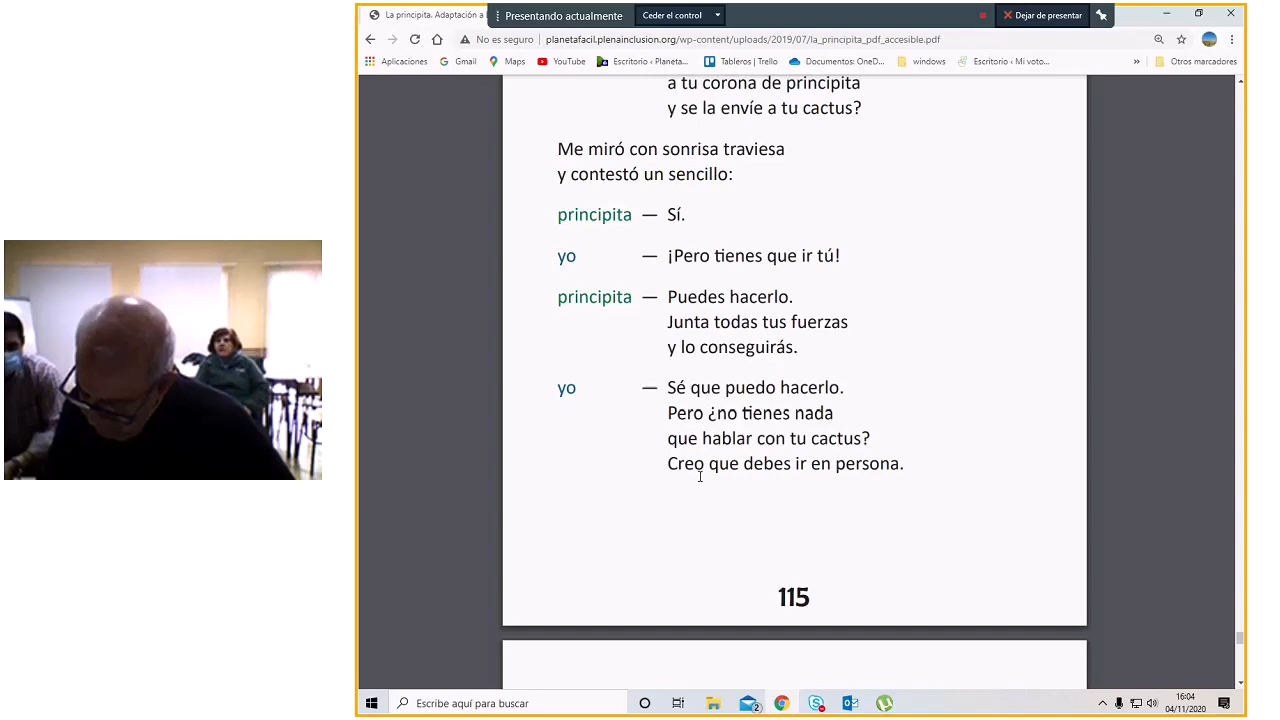 La principita. Adaptación a
Presentando actualmente
Ceder el control
Dejar de presentar
No es seguro
planetafacil.plenainclusion.org/wp-content/uploads/2019/07/la_principita_pdf_accesible.pdf
Aplicaciones
Gmail
Maps
YouTube
Escritorio ‹ Planeta...
Tableros | Trello
Documentos: OneD...
windows
Escritorio ‹ Mi voto...
»
Otros marcadores
a tu corona de principita
y se la envíe a tu cactus?
Me miró con sonrisa traviesa
y contestó un sencillo:
principita — Sí.
yo — ¡Pero tienes que ir tú!
principita — Puedes hacerlo.
Junta todas tus fuerzas
y lo conseguirás.
yo — Sé que puedo hacerlo.
Pero ¿no tienes nada
que hablar con tu cactus?
Creo que debes ir en persona.
115
Escribe aquí para buscar
2
16:04
04/11/2020